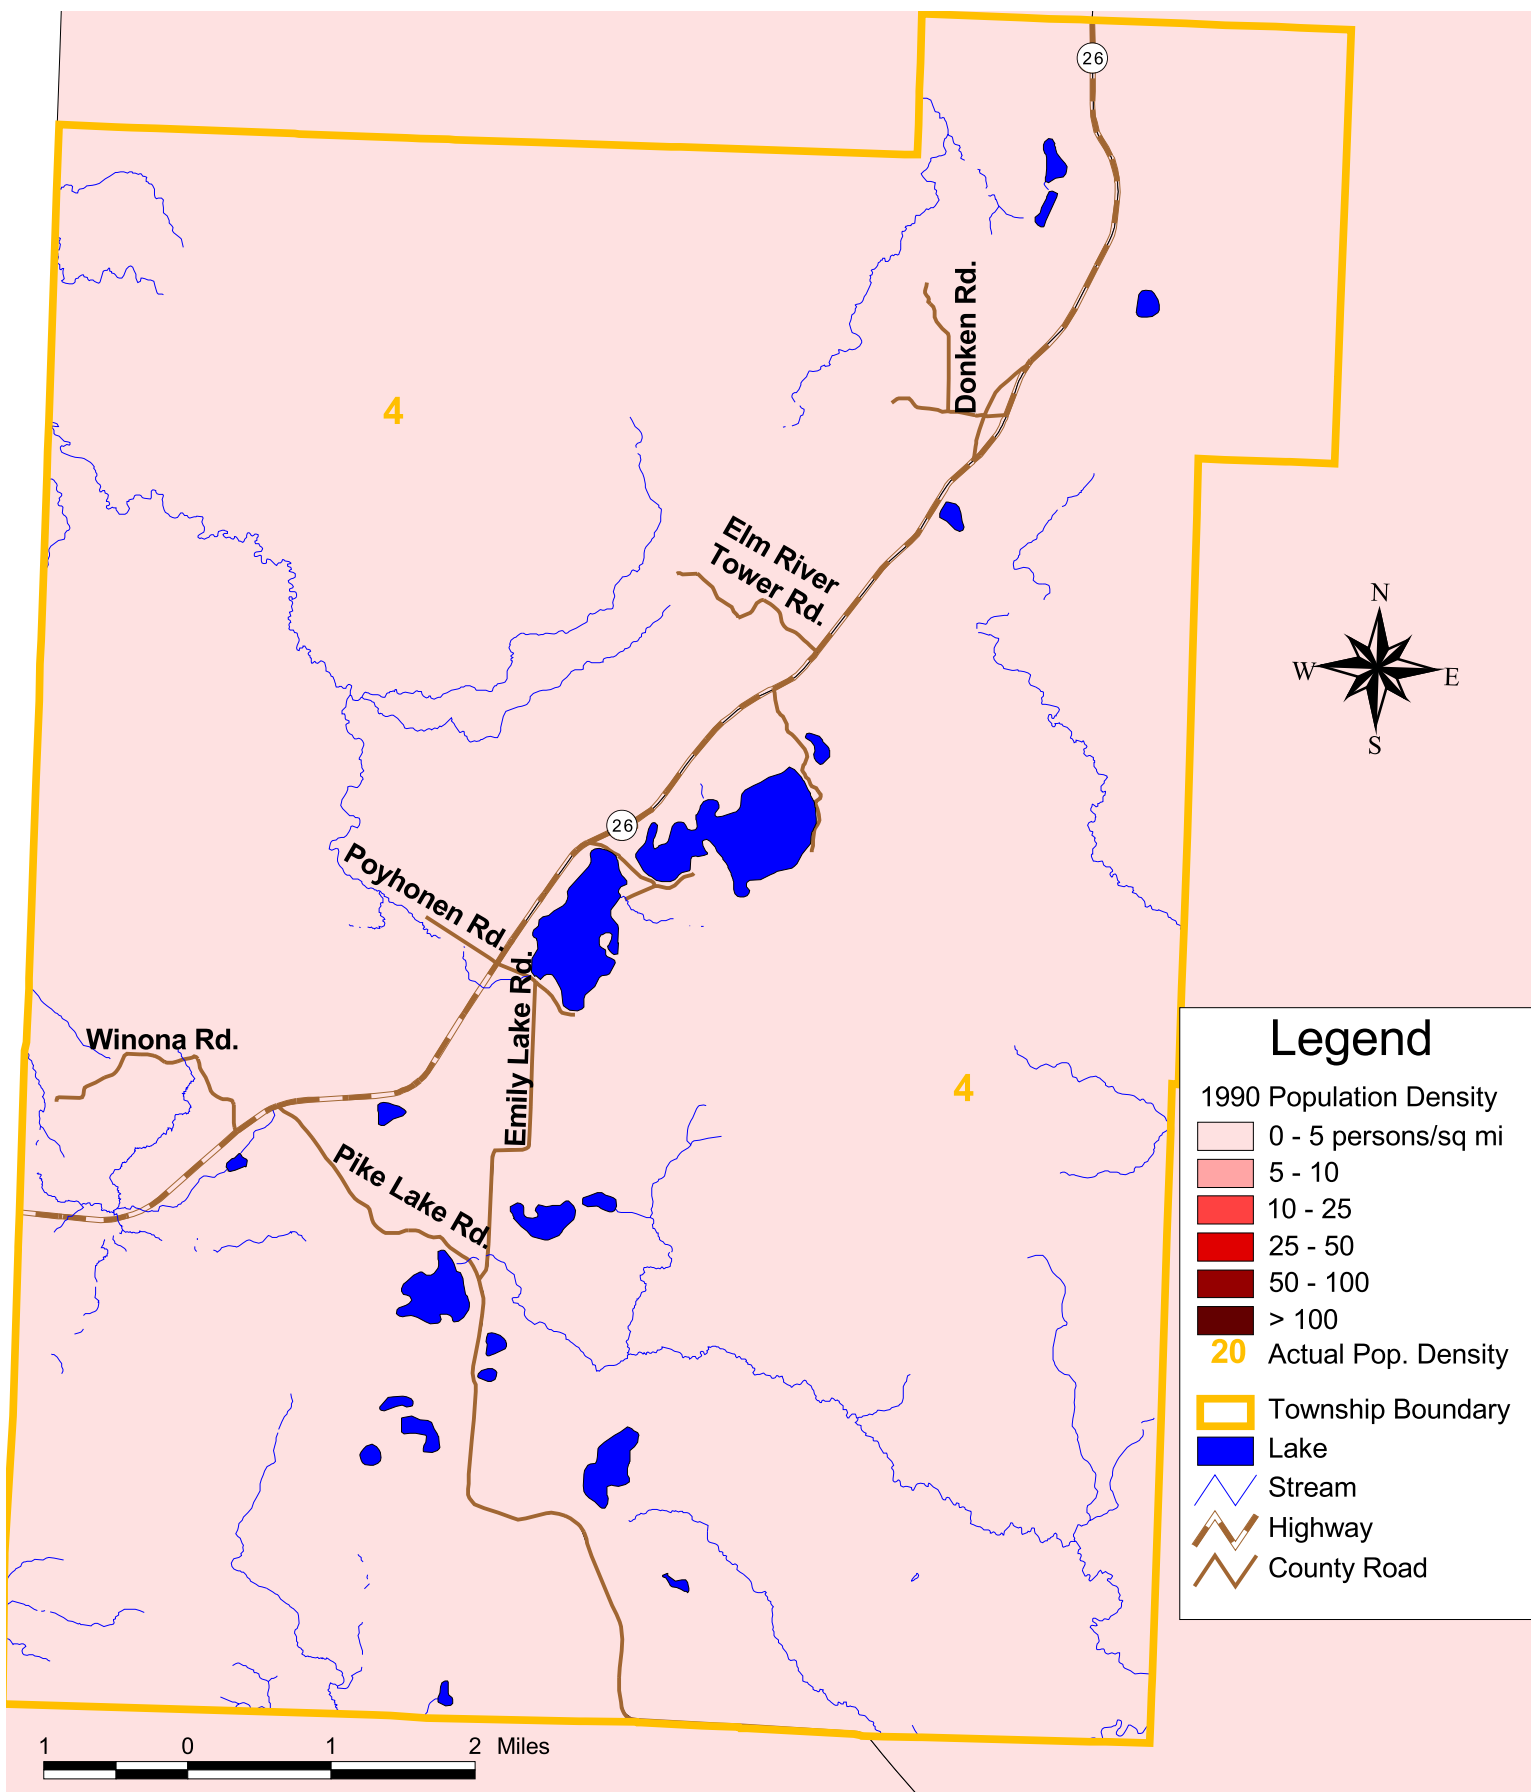 26
Donken Rd.
4
Elm River
Tower Rd.
N
W
E
S
26
Poyhonen Rd.
Emily Lake Rd.
Winona Rd.
4
Pike Lake Rd.
Legend
1990 Population Density
0 - 5 persons/sq mi
5 - 10
10 - 25
25 - 50
50 - 100
> 100
20 Actual Pop. Density
Township Boundary
Lake
Stream
Highway
County Road
1 0 1 2 Miles